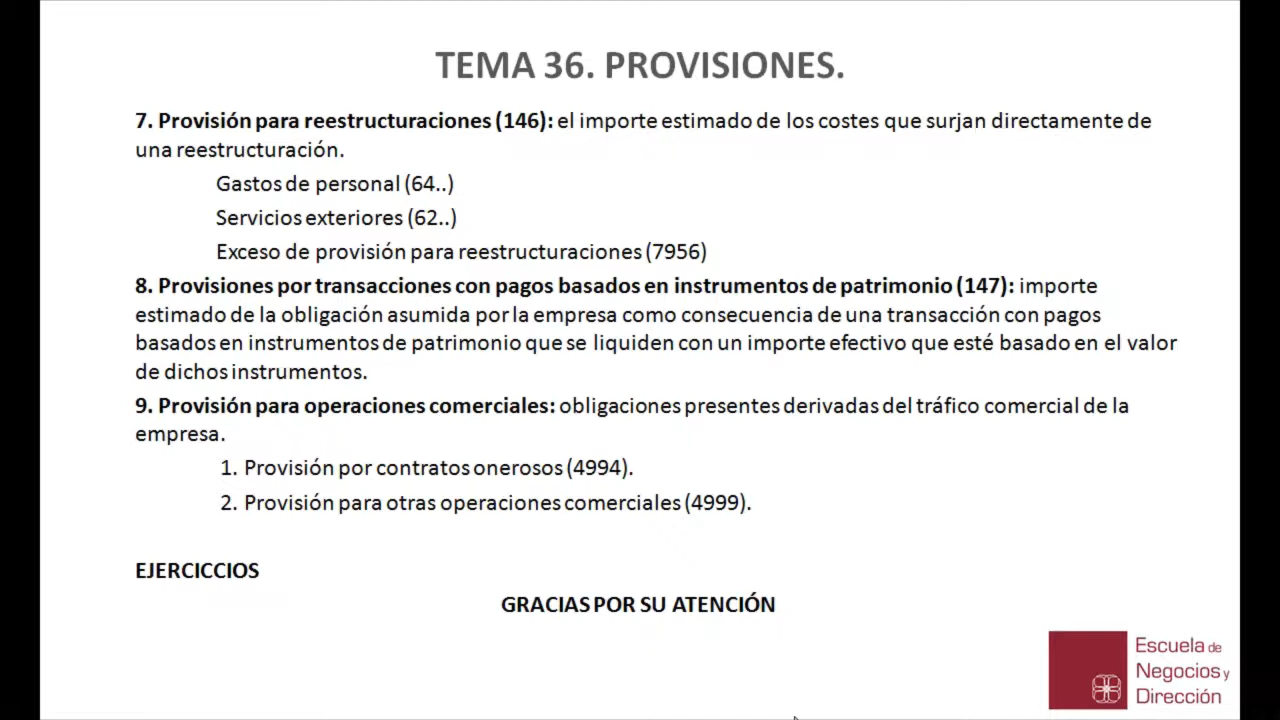 TEMA 36. PROVISIONES.
7. Provisión para reestructuraciones (146): el importe estimado de los costes que surjan directamente de
una reestructuración.
Gastos de personal (64..)
Servicios exteriores (62..)
Exceso de provisión para reestructuraciones (7956)
8. Provisiones por transacciones con pagos basados en instrumentos de patrimonio (147): importe
estimado de la obligación asumida por la empresa como consecuencia de una transacción con pagos
basados en instrumentos de patrimonio que se liquiden con un importe efectivo que esté basado en el valor
de dichos instrumentos.
9. Provisión para operaciones comerciales: obligaciones presentes derivadas del tráfico comercial de la
empresa.
1. Provisión por contratos onerosos (4994).
2. Provisión para otras operaciones comerciales (4999).
EJERCICCIOS
GRACIAS POR SU ATENCIÓN
Escuela de
Negocios y
Dirección